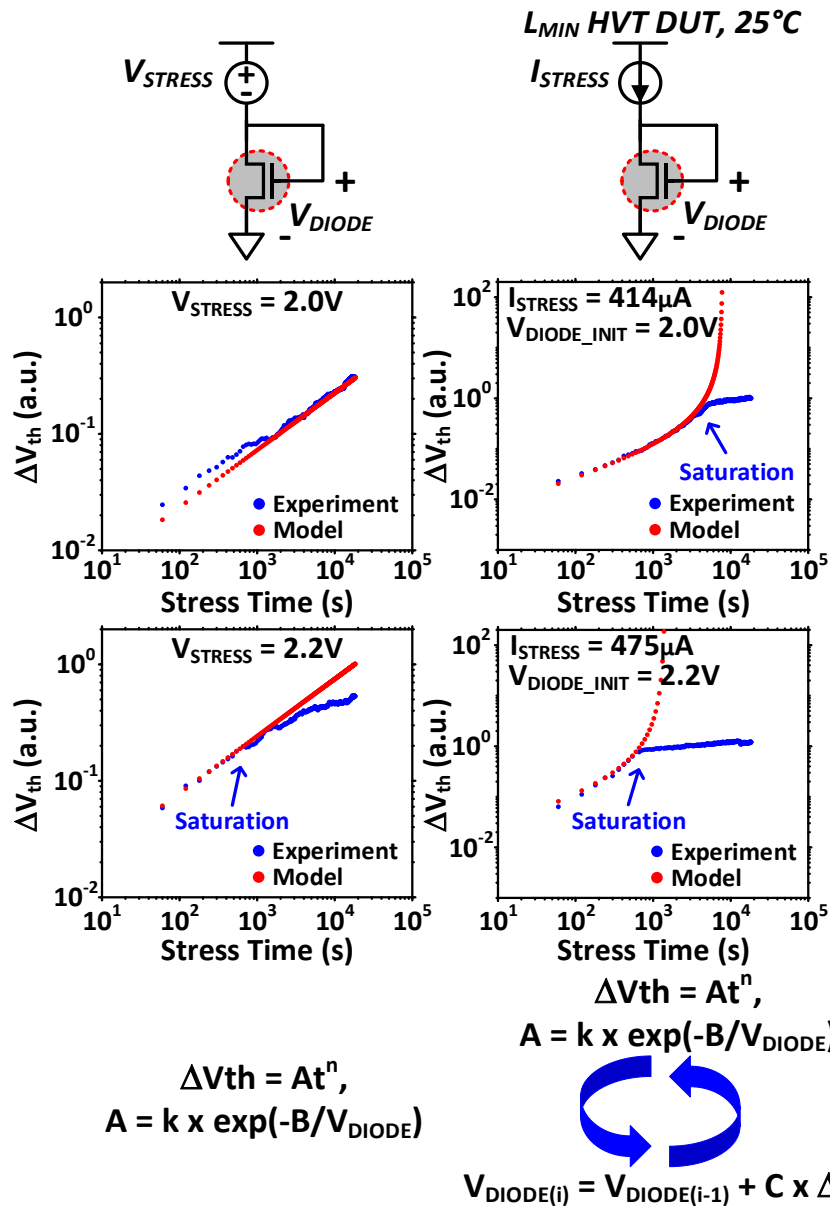 L_MIN HVT DUT, 25°C
V_STRESS
+
-
+
V_DIODE
-
I_STRESS
+
V_DIODE
-
V_STRESS = 2.0V
10^0
10^-1
10^-2
ΔV_th (a.u.)
Experiment
Model
10^1 10^2 10^3 10^4 10^5
Stress Time (s)
I_STRESS = 414μA
V_DIODE_INIT = 2.0V
10^2
10^0
10^-2
ΔV_th (a.u.)
Saturation
Experiment
Model
10^1 10^2 10^3 10^4 10^5
Stress Time (s)
V_STRESS = 2.2V
10^0
10^-1
10^-2
ΔV_th (a.u.)
Saturation
Experiment
Model
10^1 10^2 10^3 10^4 10^5
Stress Time (s)
I_STRESS = 475μA
V_DIODE_INIT = 2.2V
10^2
10^0
10^-2
ΔV_th (a.u.)
Saturation
Experiment
Model
10^1 10^2 10^3 10^4 10^5
Stress Time (s)
ΔVth = At^n,
A = k x exp(-B/V_DIODE)
ΔVth = At^n,
A = k x exp(-B/V_DIODE)
V_DIODE(i) = V_DIODE(i-1) + C x Δ